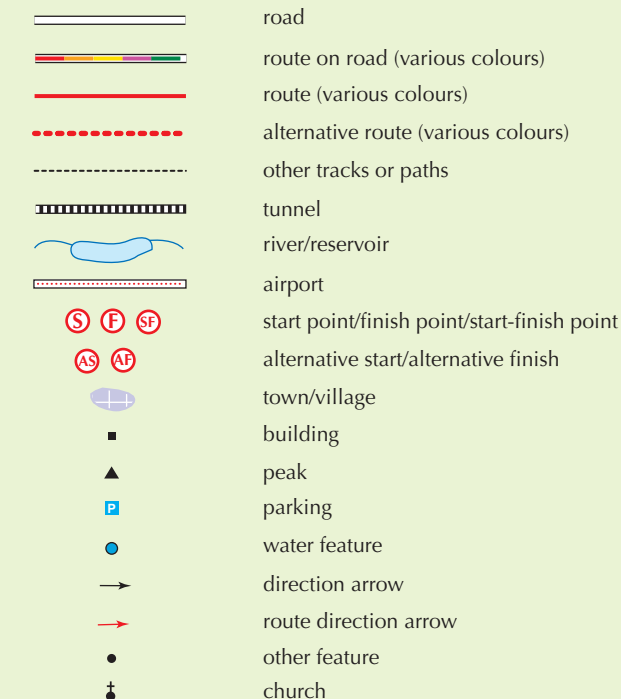 road
route on road (various colours)
route (various colours)
alternative route (various colours)
other tracks or paths
tunnel
river/reservoir
airport
S F SF start point/finish point/start-finish point
AS AF alternative start/alternative finish
town/village
building
peak
P parking
water feature
direction arrow
route direction arrow
other feature
church